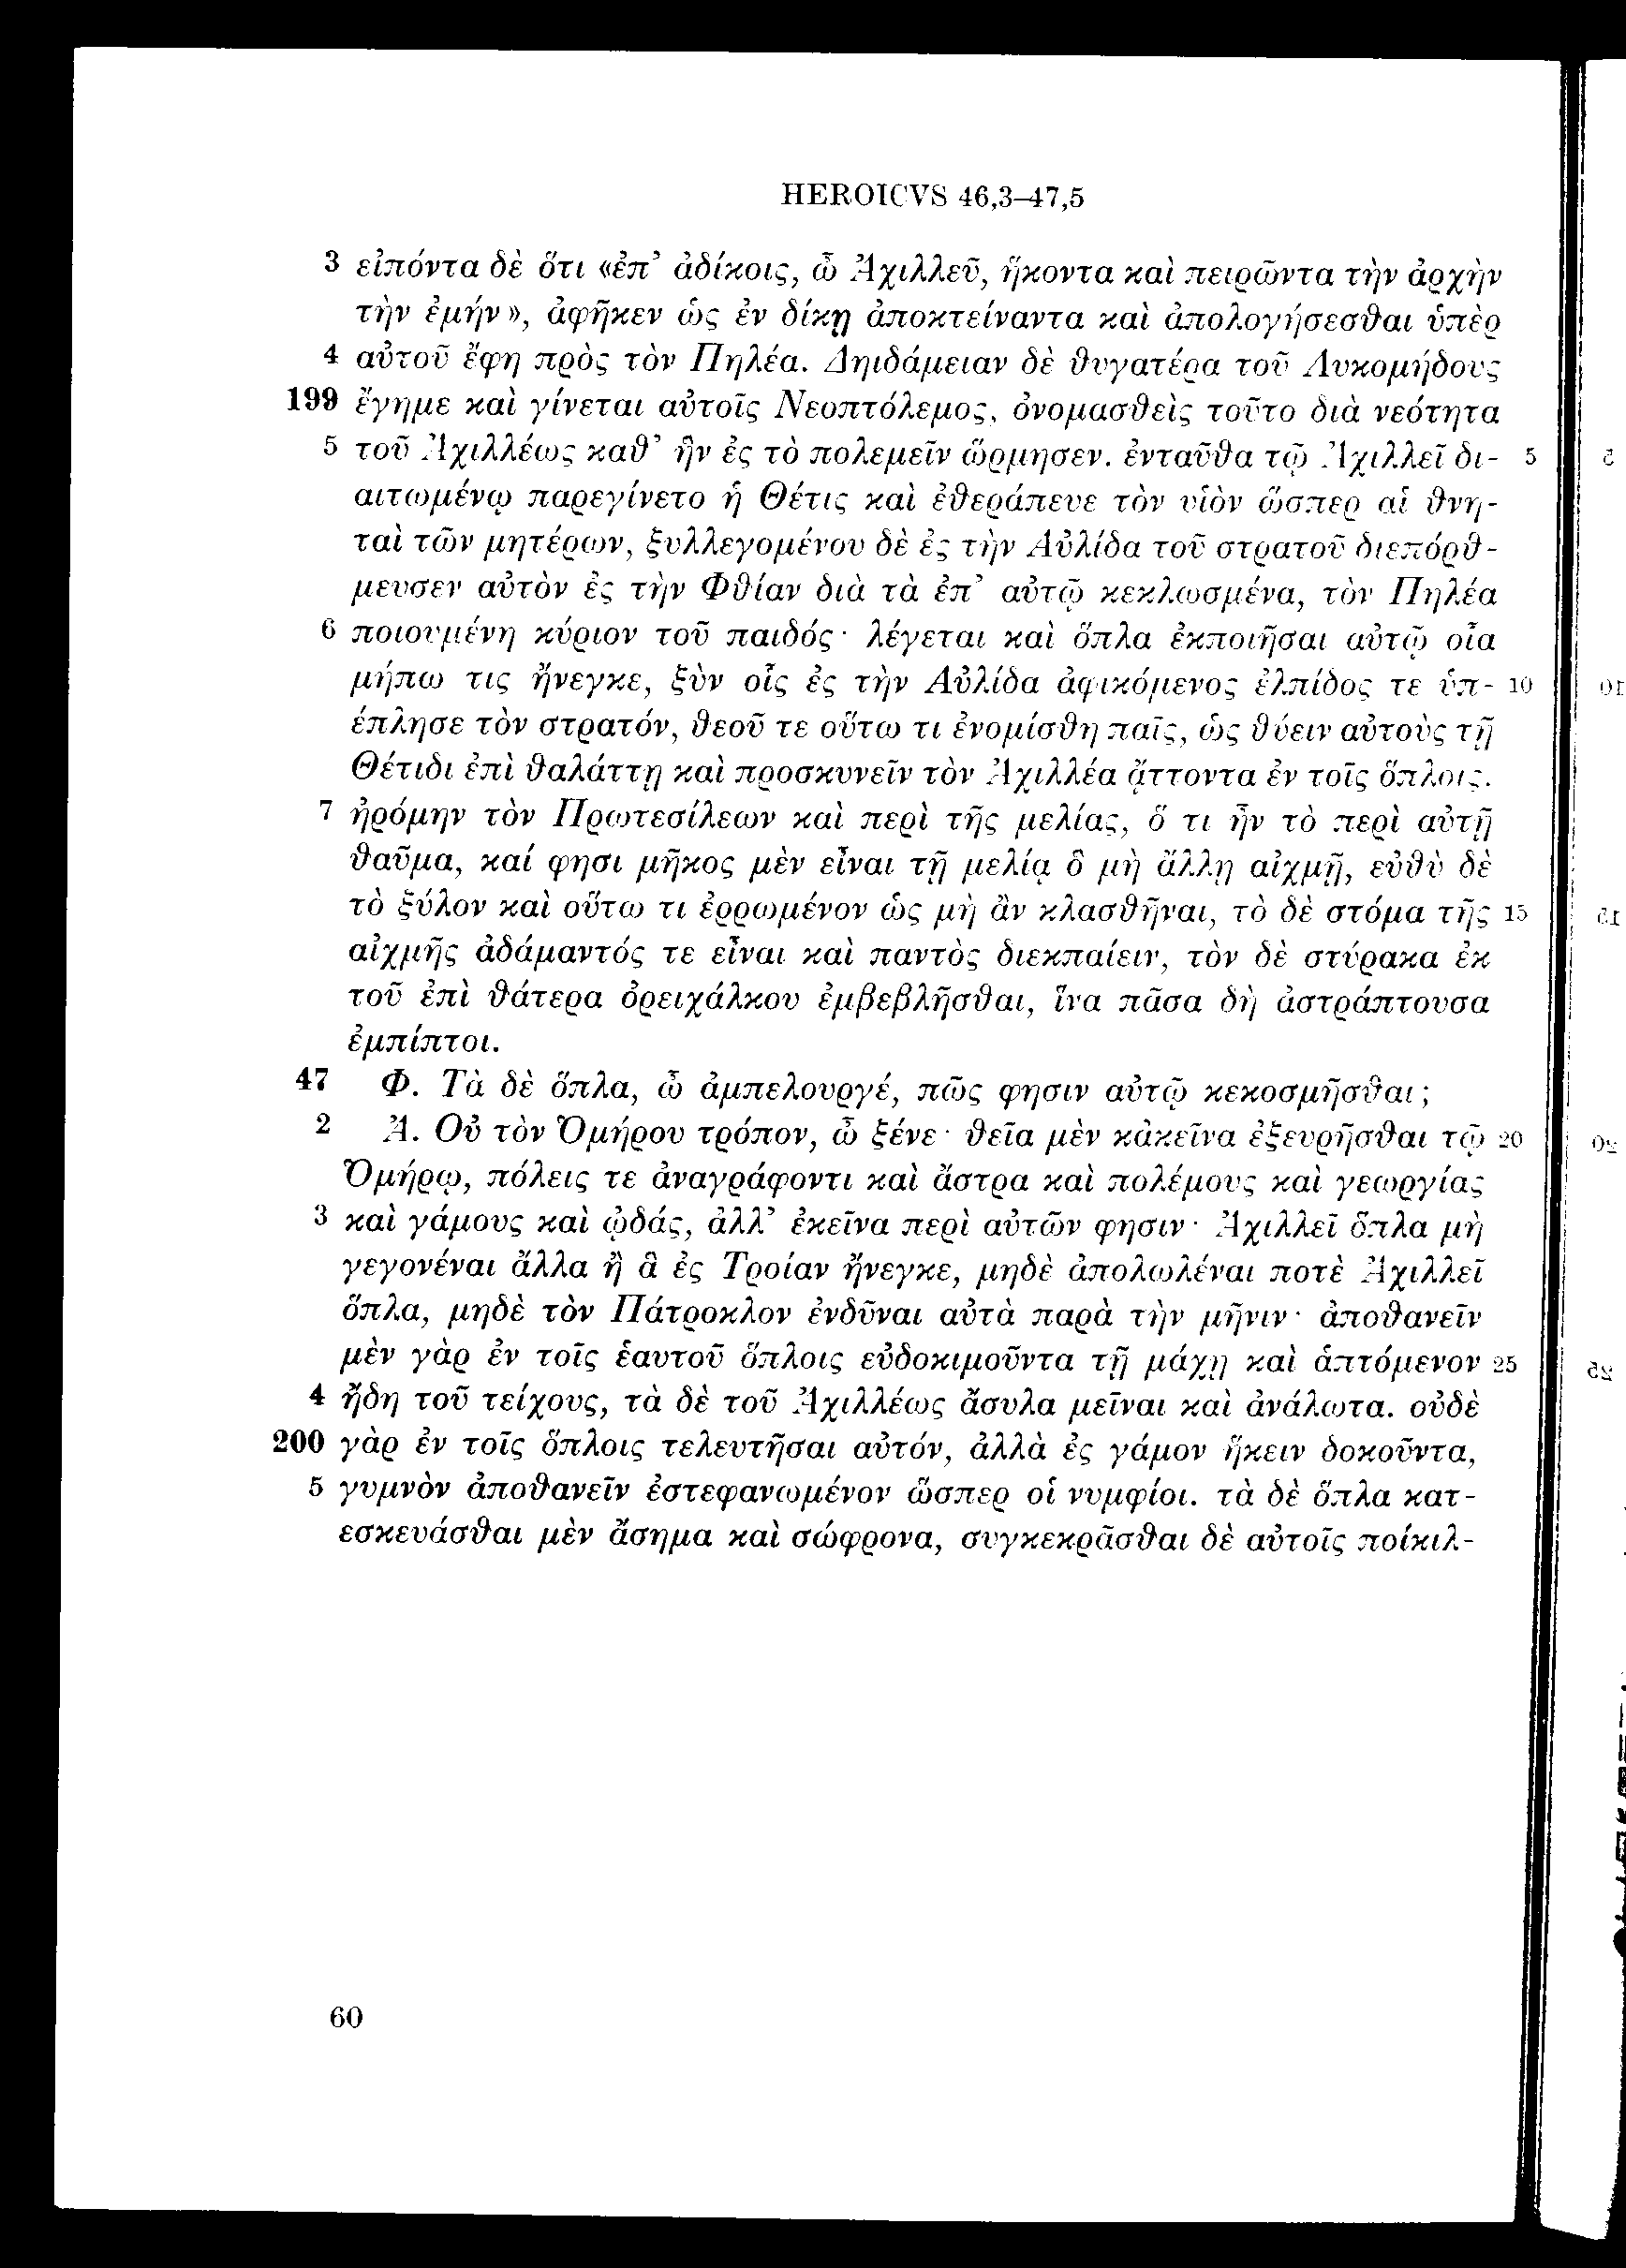 HEROICVS 46,3–47,5
3 εἰπόντα δὲ ὅτι «ἐπ’ ἀδίκοις, ὦ Ἀχιλλεῦ, ἥκοντα καὶ πειρῶντα τὴν ἀρχὴν
τὴν ἐμήν», ἀφῆκεν ὡς ἐν δίκῃ ἀποκτείναντα καὶ ἀπολογήσεσθαι ὑπὲρ
4 αὐτοῦ ἔφη πρὸς τὸν Πηλέα. Δηιδάμειαν δὲ θυγατέρα τοῦ Λυκομήδους
199 ἔγημε καὶ γίνεται αὐτοῖς Νεοπτόλεμος, ὀνομασθεὶς τοῦτο διὰ νεότητα
5 τοῦ Ἀχιλλέως καθ’ ἣν ἐς τὸ πολεμεῖν ὥρμησεν. ἐνταῦθα τῷ Ἀχιλλεῖ δι- 5
αιτωμένῳ παρεγίνετο ἡ Θέτις καὶ ἐθεράπευε τὸν υἱὸν ὥσπερ αἱ θνη-
ταὶ τῶν μητέρων, ξυλλεγομένου δὲ ἐς τὴν Αὐλίδα τοῦ στρατοῦ διεπόρθ-
μευσεν αὐτὸν ἐς τὴν Φθίαν διὰ τὰ ἐπ’ αὐτῷ κεκλωσμένα, τὸν Πηλέα
6 ποιουμένη κύριον τοῦ παιδός· λέγεται καὶ ὅπλα ἐκποιῆσαι αὐτῷ οἷα
μήπω τις ἤνεγκε, ξὺν οἷς ἐς τὴν Αὐλίδα ἀφικόμενος ἐλπίδος τε ὑπ- 10
έπλησε τὸν στρατόν, θεοῦ τε οὕτω τι ἐνομίσθη παῖς, ὡς θύειν αὐτοὺς τῇ
Θέτιδι ἐπὶ θαλάττῃ καὶ προσκυνεῖν τὸν Ἀχιλλέα ᾄττοντα ἐν τοῖς ὅπλοις.
7 ἠρόμην τὸν Πρωτεσίλεων καὶ περὶ τῆς μελίας, ὅ τι ἦν τὸ περὶ αὐτῇ
θαῦμα, καί φησι μῆκος μὲν εἶναι τῇ μελίᾳ ὃ μὴ ἄλλῃ αἰχμῇ, εὐθὺ δὲ
τὸ ξύλον καὶ οὕτω τι ἐρρωμένον ὡς μὴ ἂν κλασθῆναι, τὸ δὲ στόμα τῆς 15
αἰχμῆς ἀδάμαντός τε εἶναι καὶ παντὸς διεκπαίειν, τὸν δὲ στύρακα ἐκ
τοῦ ἐπὶ θάτερα ὀρειχάλκου ἐμβεβλῆσθαι, ἵνα πᾶσα δὴ ἀστράπτουσα
ἐμπίπτοι.
47 Φ. Τὰ δὲ ὅπλα, ὦ ἀμπελουργέ, πῶς φησιν αὐτῷ κεκοσμῆσθαι;
2 Ἀ. Οὐ τὸν Ὁμήρου τρόπον, ὦ ξένε· θεῖα μὲν κἀκεῖνα ἐξευρῆσθαι τῷ 20
Ὁμήρῳ, πόλεις τε ἀναγράφοντι καὶ ἄστρα καὶ πολέμους καὶ γεωργίας
3 καὶ γάμους καὶ ᾠδάς, ἀλλ’ ἐκεῖνα περὶ αὐτῶν φησιν· Ἀχιλλεῖ ὅπλα μὴ
γεγονέναι ἄλλα ἢ ἃ ἐς Τροίαν ἤνεγκε, μηδὲ ἀπολωλέναι ποτὲ Ἀχιλλεῖ
ὅπλα, μηδὲ τὸν Πάτροκλον ἐνδῦναι αὐτὰ παρὰ τὴν μῆνιν· ἀποθανεῖν
μὲν γὰρ ἐν τοῖς ἑαυτοῦ ὅπλοις εὐδοκιμοῦντα τῇ μάχῃ καὶ ἁπτόμενον 25
4 ἤδη τοῦ τείχους, τὰ δὲ τοῦ Ἀχιλλέως ἄσυλα μεῖναι καὶ ἀνάλωτα. οὐδὲ
200 γὰρ ἐν τοῖς ὅπλοις τελευτῆσαι αὐτόν, ἀλλὰ ἐς γάμον ἥκειν δοκοῦντα,
5 γυμνὸν ἀποθανεῖν ἐστεφανωμένον ὥσπερ οἱ νυμφίοι. τὰ δὲ ὅπλα κατ-
εσκευάσθαι μὲν ἄσημα καὶ σώφρονα, συγκεκρᾶσθαι δὲ αὐτοῖς ποίκιλ-
60